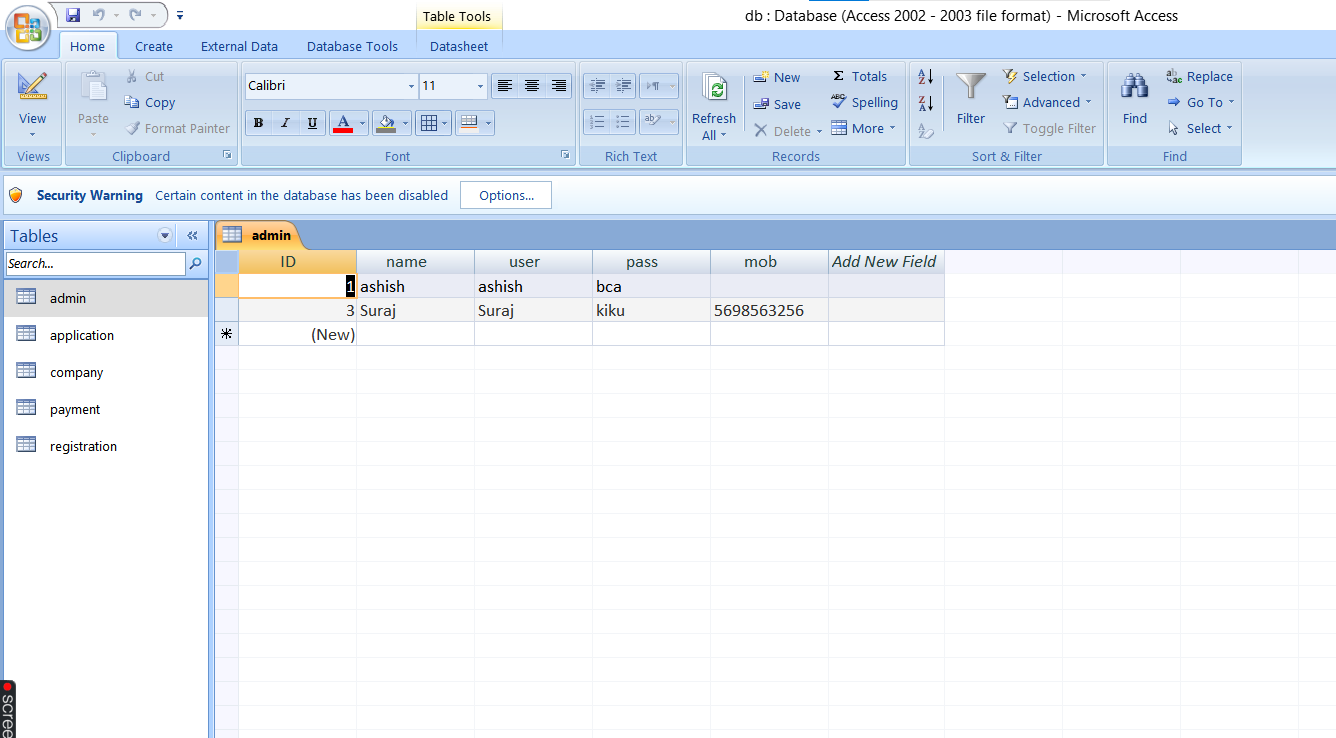 Table Tools
db : Database (Access 2002 - 2003 file format) - Microsoft Access
Home Create External Data Database Tools Datasheet
View
Views
Paste
Cut
Copy
Format Painter
Clipboard
Calibri 11
B I U A
Font
Rich Text
Refresh All
New
Save
Delete
Σ Totals
ABC Spelling
More
Records
Filter
Selection
Advanced
Toggle Filter
Sort & Filter
Find
Replace
Go To
Select
Find
Security Warning Certain content in the database has been disabled Options...
Tables «
Search...
admin
application
company
payment
registration
admin
ID name user pass mob Add New Field
1 ashish ashish bca
3 Suraj Suraj kiku 5698563256
* (New)
scree